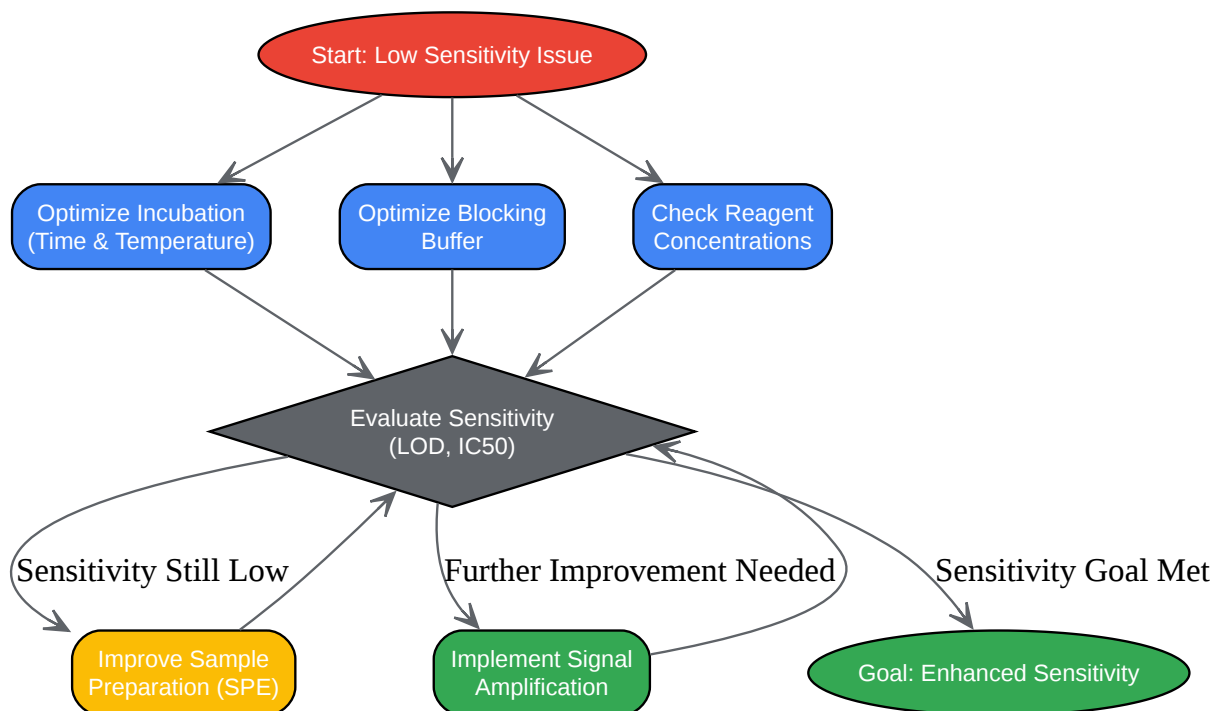 Start: Low Sensitivity Issue
Optimize Incubation
(Time & Temperature)
Optimize Blocking
Buffer
Check Reagent
Concentrations
Evaluate Sensitivity
(LOD, IC50)
Sensitivity Still Low
Further Improvement Needed
Sensitivity Goal Met
Improve Sample
Preparation (SPE)
Implement Signal
Amplification
Goal: Enhanced Sensitivity